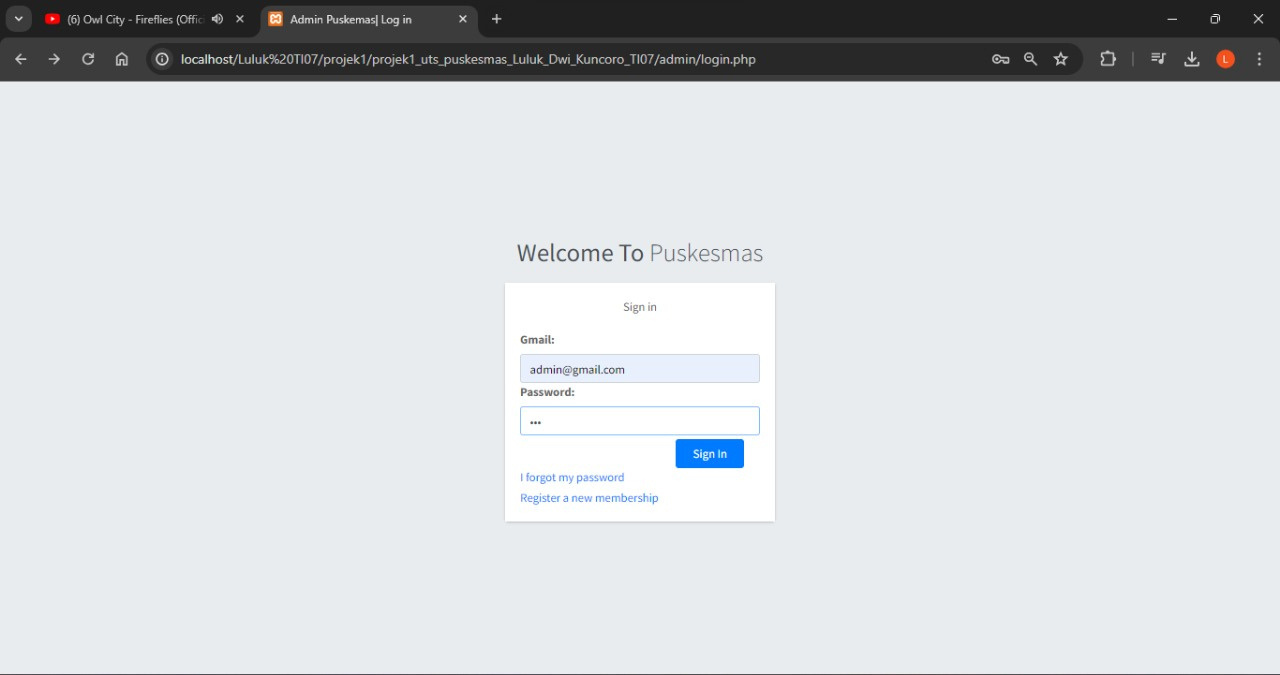 (6) Owl City - Fireflies (Offic
Admin Puskemas| Log in
localhost/Luluk%20TI07/projek1/projek1_uts_puskesmas_Luluk_Dwi_Kuncoro_TI07/admin/login.php
L
Welcome To Puskesmas
Sign in
Gmail:
admin@gmail.com
Password:
•••
Sign In
I forgot my password
Register a new membership